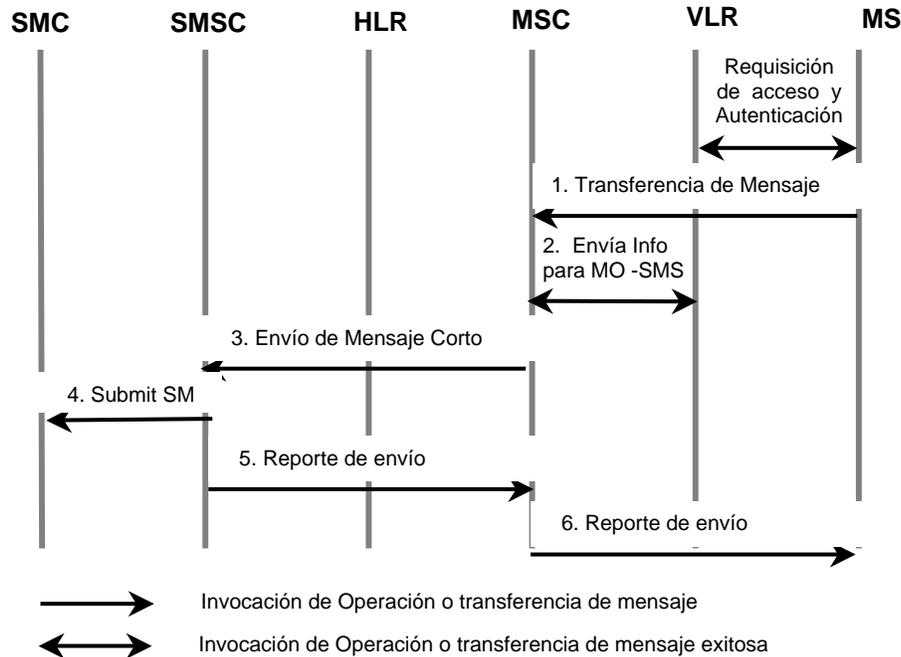 SMC SMSC HLR MSC VLR MS
Requisición
de acceso y
Autenticación
1. Transferencia de Mensaje
2. Envía Info
para MO -SMS
3. Envío de Mensaje Corto
4. Submit SM
5. Reporte de envío
6. Reporte de envío
Invocación de Operación o transferencia de mensaje
Invocación de Operación o transferencia de mensaje exitosa